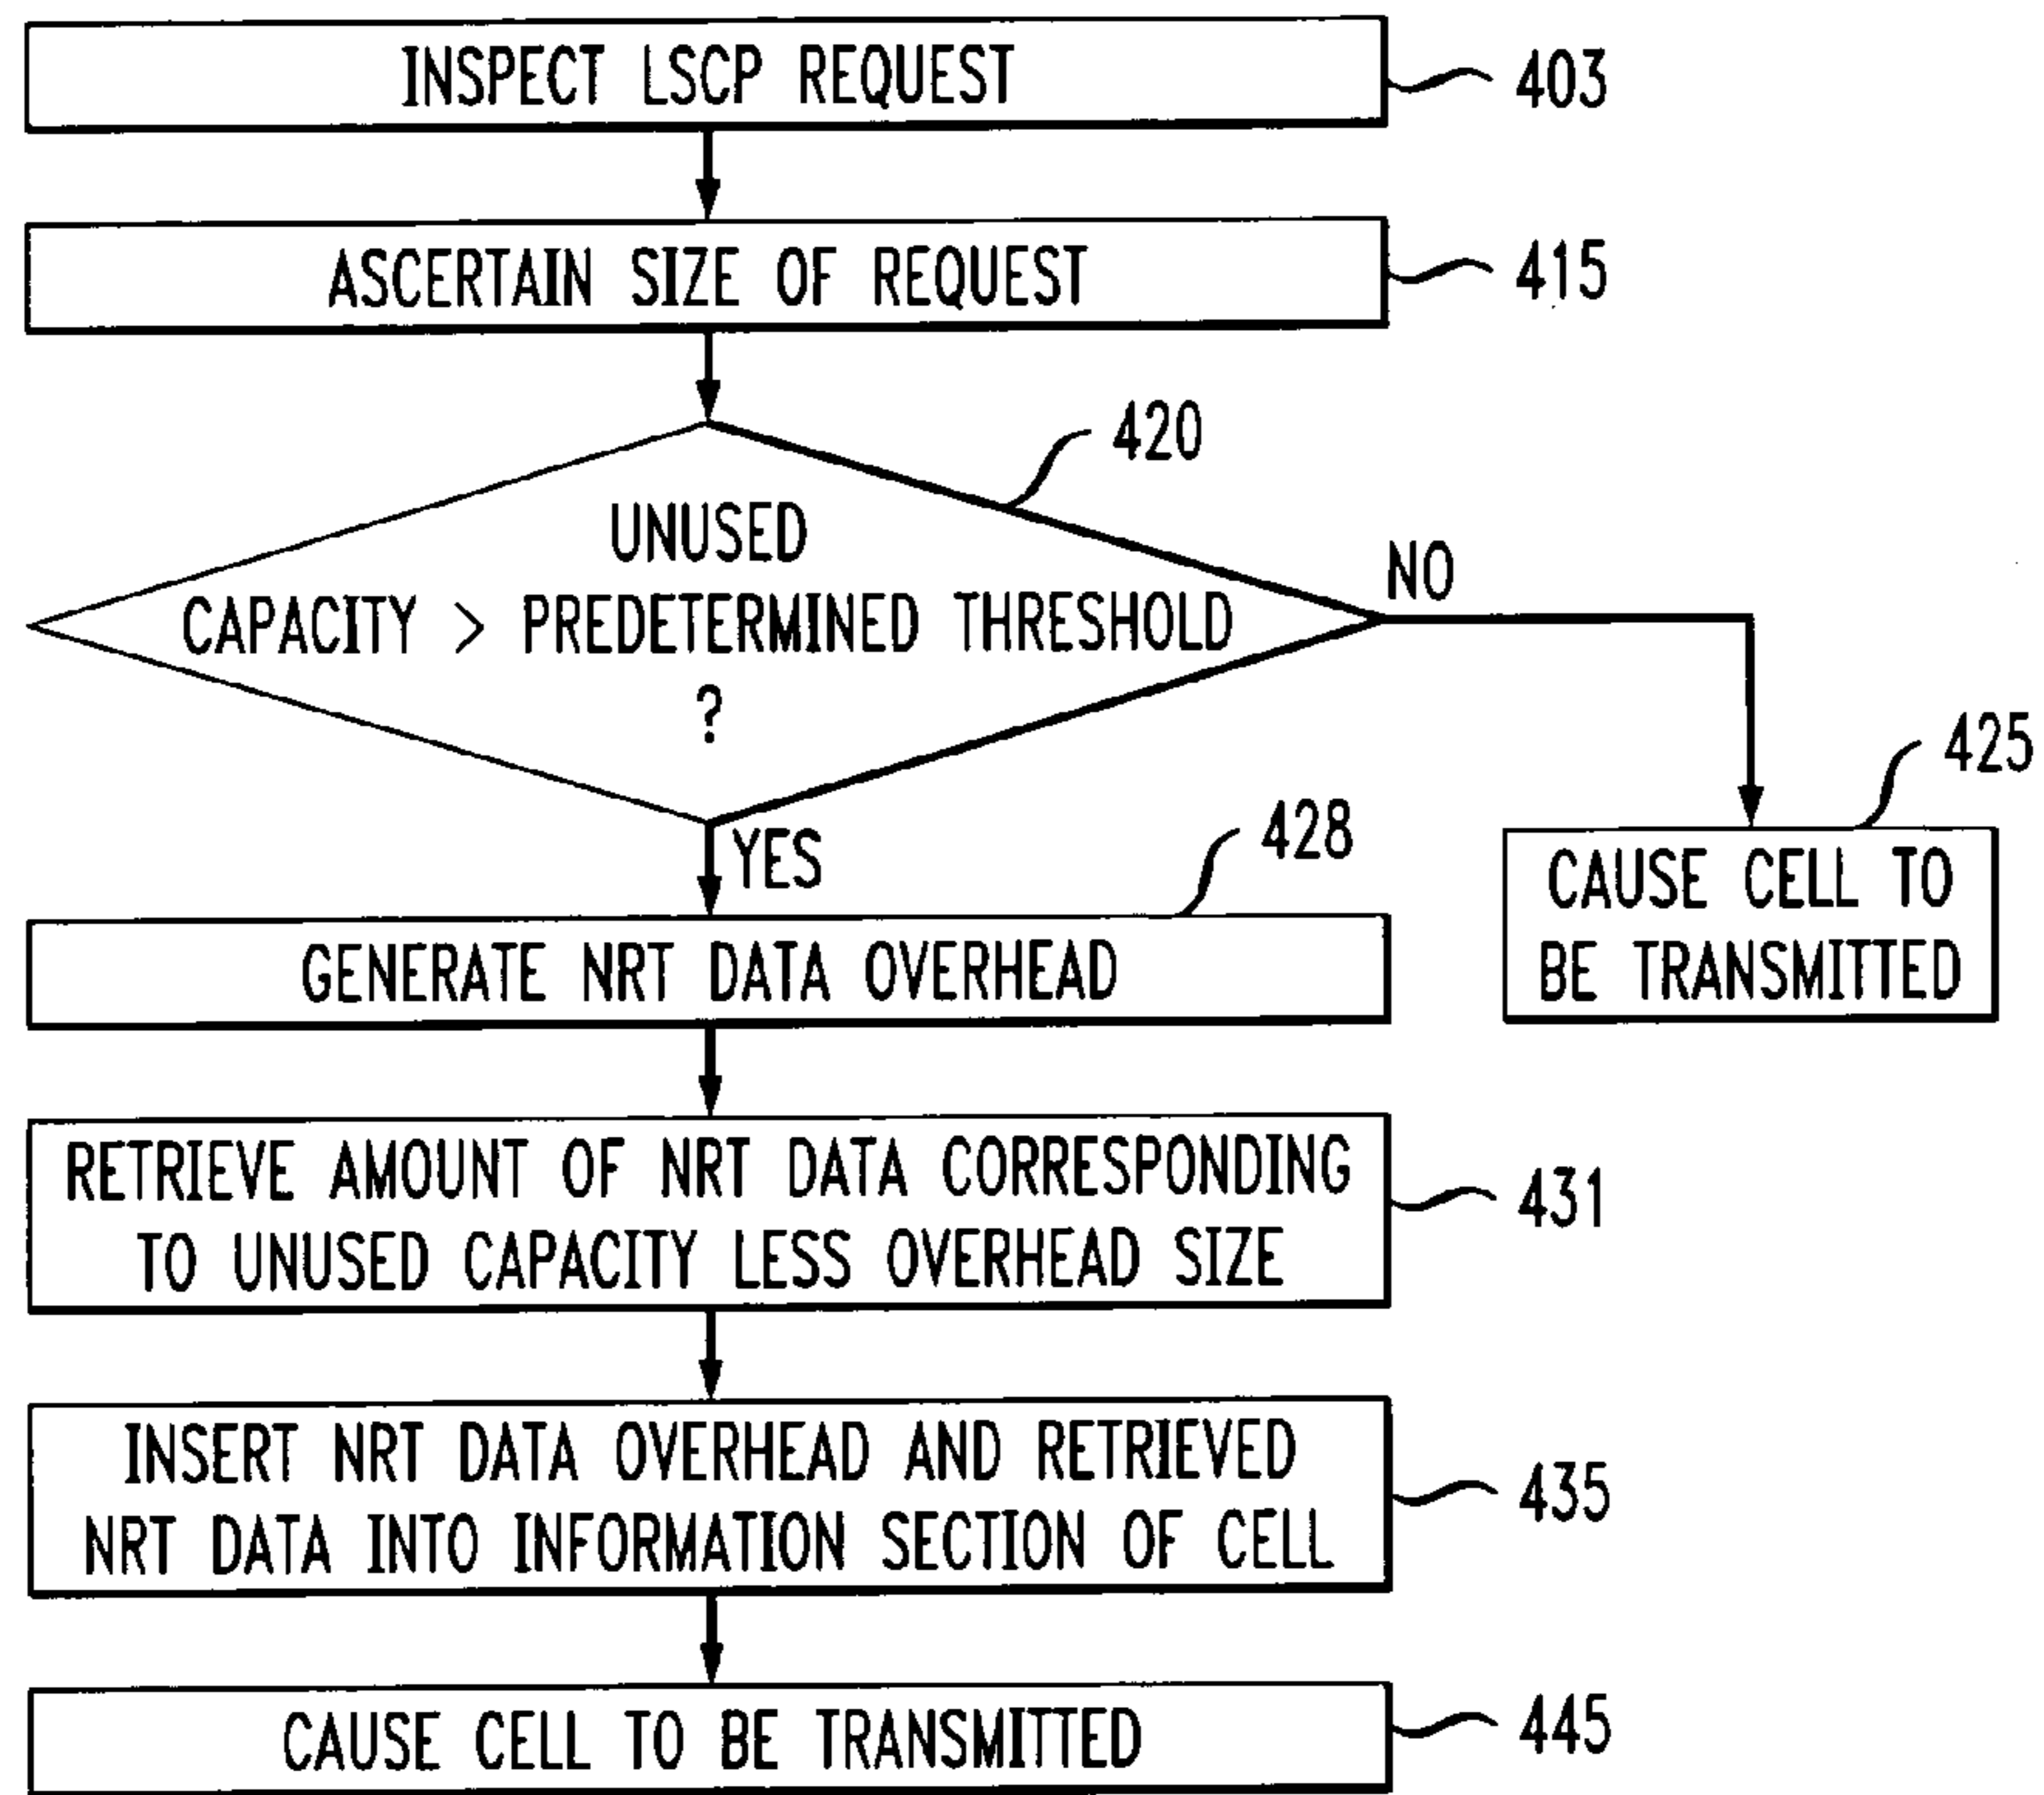 INSPECT LSCP REQUEST
403
ASCERTAIN SIZE OF REQUEST
415
420
UNUSED
CAPACITY > PREDETERMINED THRESHOLD
?
NO
YES
425
CAUSE CELL TO
BE TRANSMITTED
428
GENERATE NRT DATA OVERHEAD
RETRIEVE AMOUNT OF NRT DATA CORRESPONDING
TO UNUSED CAPACITY LESS OVERHEAD SIZE
431
INSERT NRT DATA OVERHEAD AND RETRIEVED
NRT DATA INTO INFORMATION SECTION OF CELL
435
CAUSE CELL TO BE TRANSMITTED
445